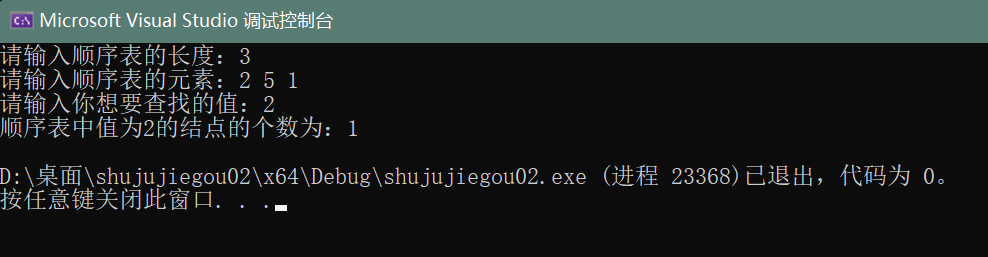 C:\
Microsoft Visual Studio 调试控制台
请输入顺序表的长度：3
请输入顺序表的元素：2 5 1
请输入你想要查找的值：2
顺序表中值为2的结点的个数为：1
D:\桌面\shujujiegou02\x64\Debug\shujujiegou02.exe (进程 23368)已退出，代码为 0。
按任意键关闭此窗口. . .